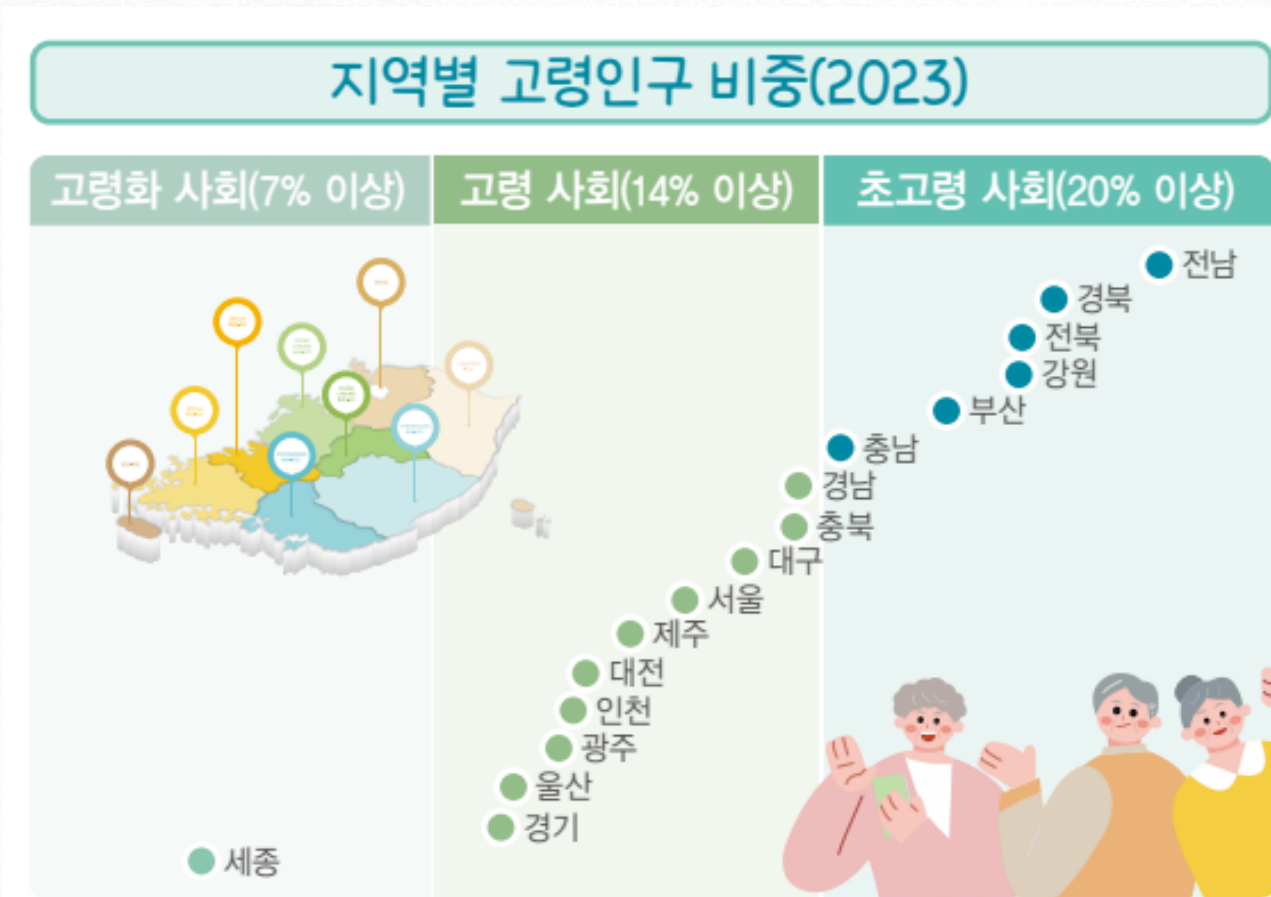 지역별 고령인구 비중(2023)
고령화 사회(7% 이상) 고령 사회(14% 이상) 초고령 사회(20% 이상)
전남
경북
전북
강원
부산
충남
경남
충북
대구
서울
제주
대전
인천
광주
울산
경기
세종